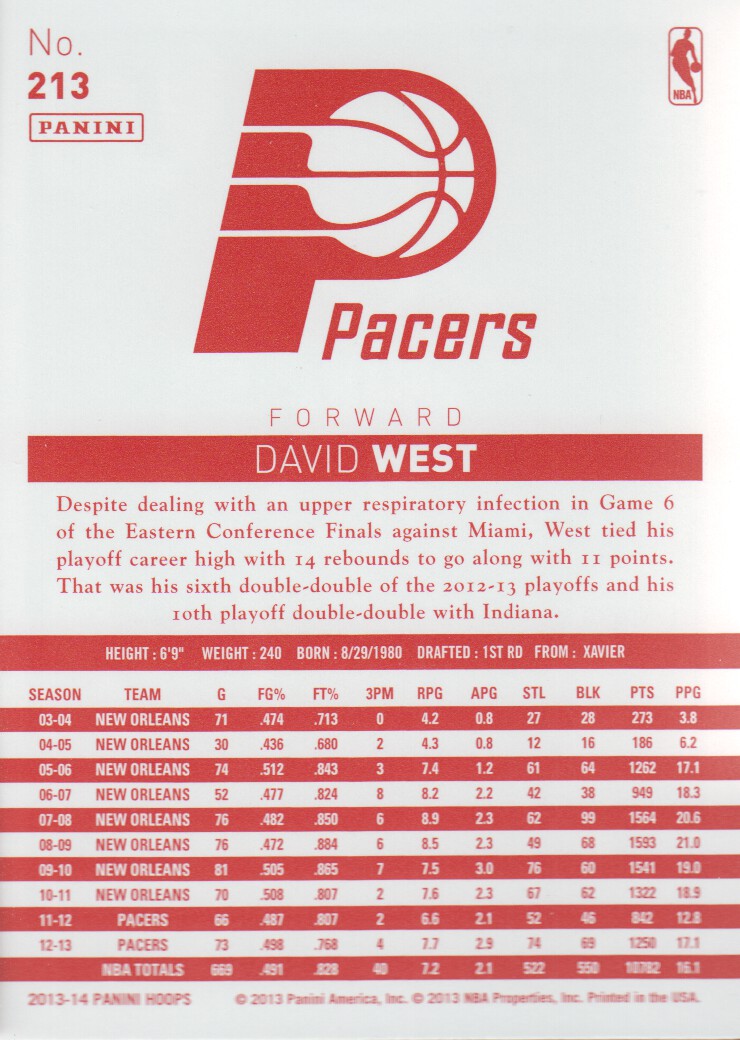 No.
213
PANINI
NBA
Pacers
FORWARD
DAVID WEST
Despite dealing with an upper respiratory infection in Game 6
of the Eastern Conference Finals against Miami, West tied his
playoff career high with 14 rebounds to go along with 11 points.
That was his sixth double-double of the 2012-13 playoffs and his
10th playoff double-double with Indiana.
HEIGHT : 6'9" WEIGHT : 240 BORN : 8/29/1980 DRAFTED : 1ST RD FROM : XAVIER
SEASON TEAM G FG% FT% 3PM RPG APG STL BLK PTS PPG
03-04 NEW ORLEANS 71 .474 .713 0 4.2 0.8 27 28 273 3.8
04-05 NEW ORLEANS 30 .436 .680 2 4.3 0.8 12 16 186 6.2
05-06 NEW ORLEANS 74 .512 .843 3 7.4 1.2 61 64 1262 17.1
06-07 NEW ORLEANS 52 .477 .824 8 8.2 2.2 42 38 949 18.3
07-08 NEW ORLEANS 76 .482 .850 6 8.9 2.3 62 99 1564 20.6
08-09 NEW ORLEANS 76 .472 .884 6 8.5 2.3 49 68 1593 21.0
09-10 NEW ORLEANS 81 .505 .865 7 7.5 3.0 76 60 1541 19.0
10-11 NEW ORLEANS 70 .508 .807 2 7.6 2.3 67 62 1322 18.9
11-12 PACERS 66 .487 .807 2 6.6 2.1 52 46 842 12.8
12-13 PACERS 73 .498 .768 4 7.7 2.9 74 69 1250 17.1
NBA TOTALS 669 .491 .828 40 7.2 2.1 522 550 10782 16.1
2013-14 PANINI HOOPS © 2013 Panini America, Inc. © 2013 NBA Properties, Inc. Printed in the USA.